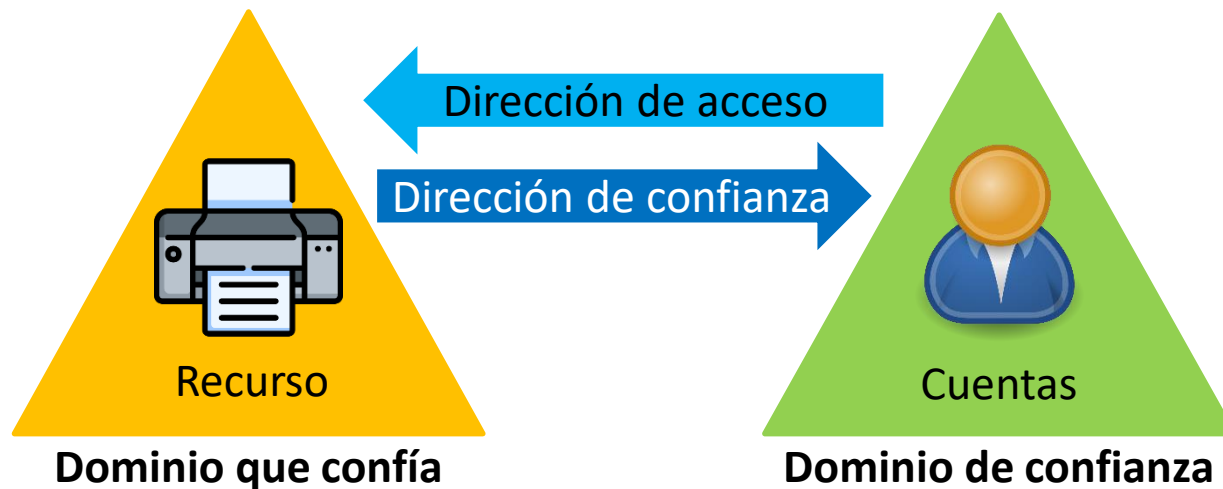 Dirección de acceso
Dirección de confianza
Recurso
Cuentas
Dominio que confía
Dominio de confianza